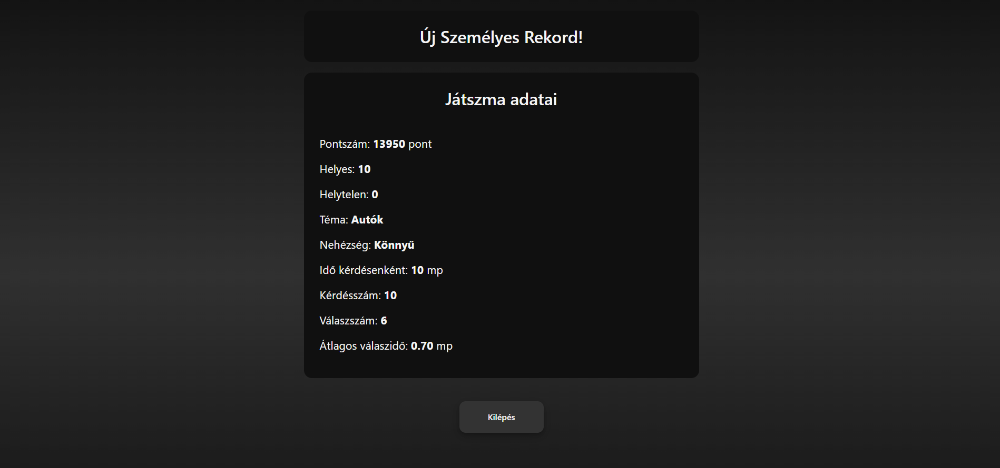 Új Személyes Rekord!
Játszma adatai
Pontszám: 13950 pont
Helyes: 10
Helytelen: 0
Téma: Autók
Nehézség: Könnyű
Idő kérdésenként: 10 mp
Kérdésszám: 10
Válaszszám: 6
Átlagos válaszidő: 0.70 mp
Kilépés